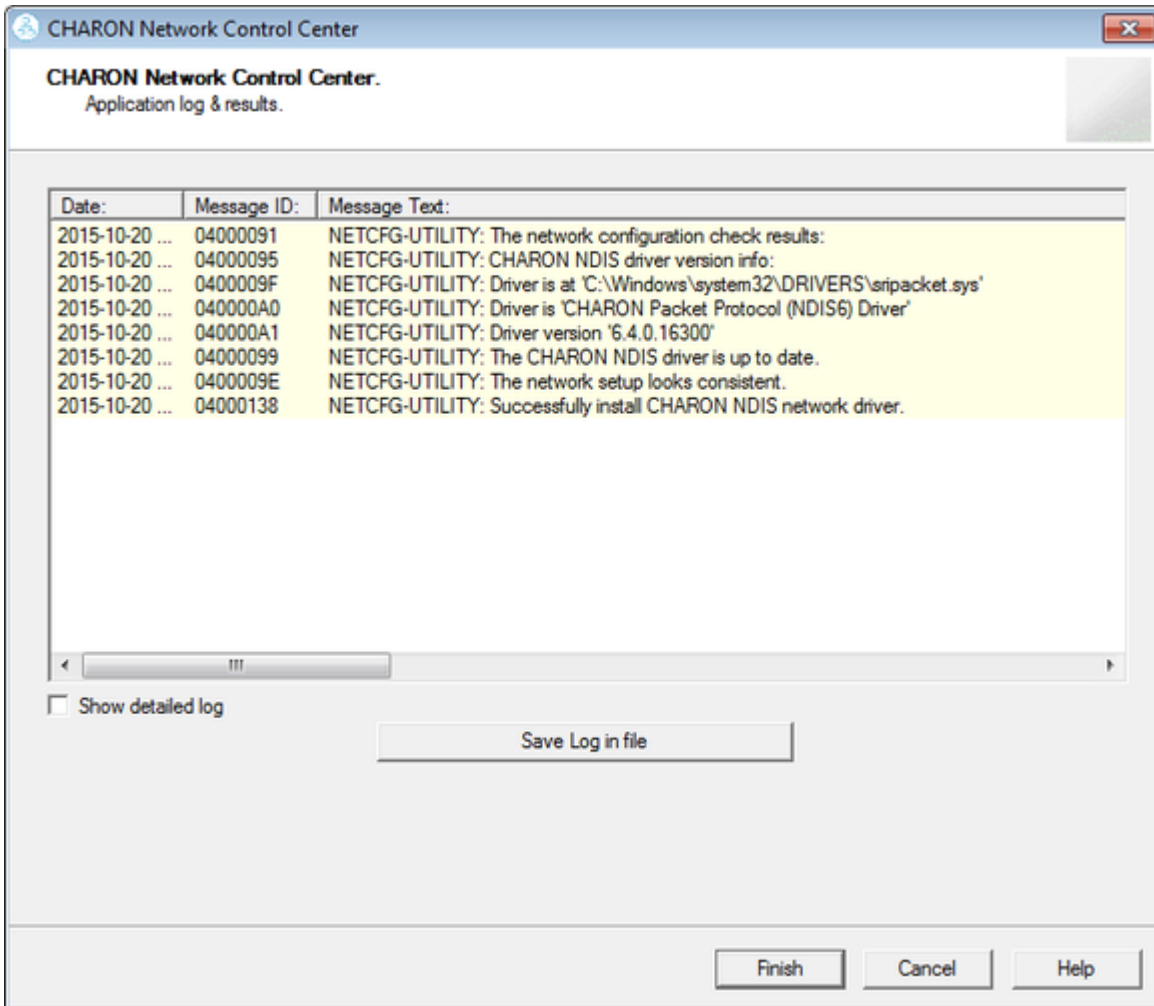 CHARON Network Control Center
CHARON Network Control Center.
Application log & results.
Date: Message ID: Message Text:
2015-10-20 ... 04000091 NETCFG-UTILITY: The network configuration check results:
2015-10-20 ... 04000095 NETCFG-UTILITY: CHARON NDIS driver version info:
2015-10-20 ... 0400009F NETCFG-UTILITY: Driver is at 'C:\Windows\system32\DRIVERS\sripacket.sys'
2015-10-20 ... 040000A0 NETCFG-UTILITY: Driver is 'CHARON Packet Protocol (NDIS6) Driver'
2015-10-20 ... 040000A1 NETCFG-UTILITY: Driver version '6.4.0.16300'
2015-10-20 ... 04000099 NETCFG-UTILITY: The CHARON NDIS driver is up to date.
2015-10-20 ... 0400009E NETCFG-UTILITY: The network setup looks consistent.
2015-10-20 ... 04000138 NETCFG-UTILITY: Successfully install CHARON NDIS network driver.
Show detailed log
Save Log in file
Finish Cancel Help